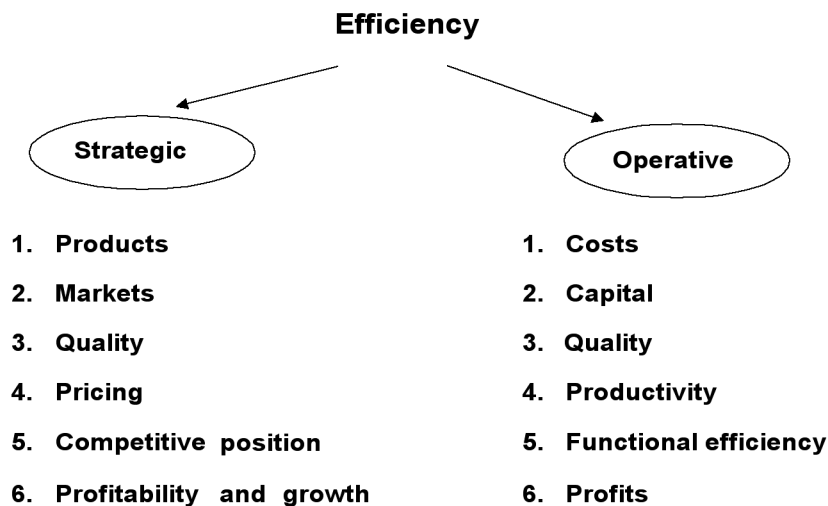 Efficiency
Strategic
1. Products
2. Markets
3. Quality
4. Pricing
5. Competitive position
6. Profitability and growth
Operative
1. Costs
2. Capital
3. Quality
4. Productivity
5. Functional efficiency
6. Profits